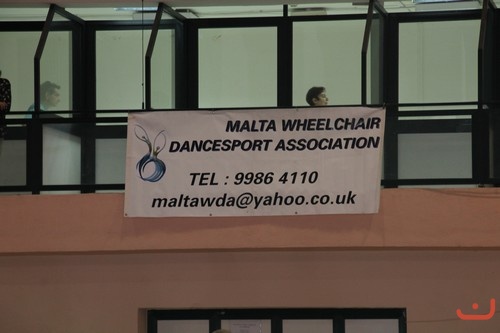 MALTA WHEELCHAIR
DANCESPORT ASSOCIATION
TEL : 9986 4110
maltawda@yahoo.co.uk